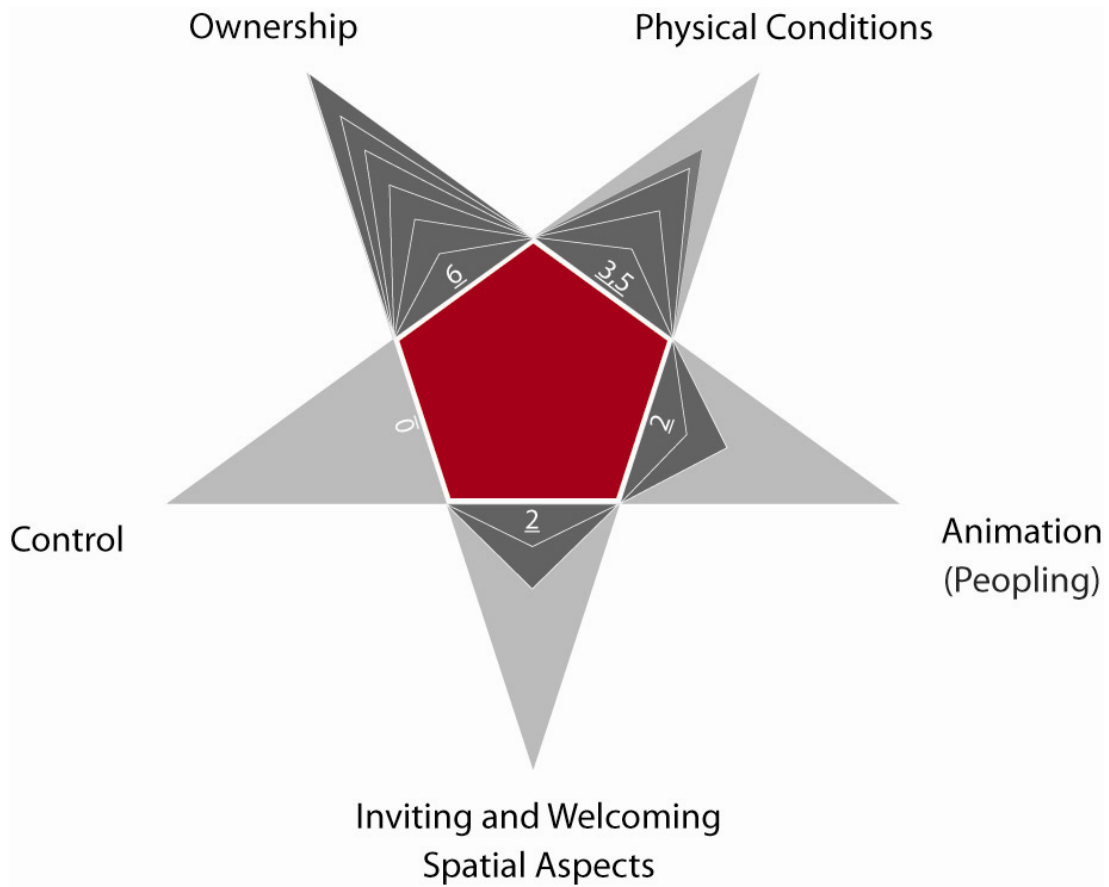 Ownership
Physical Conditions
6
3,5
0
2
2
Control
Animation
(Peopling)
Inviting and Welcoming
Spatial Aspects